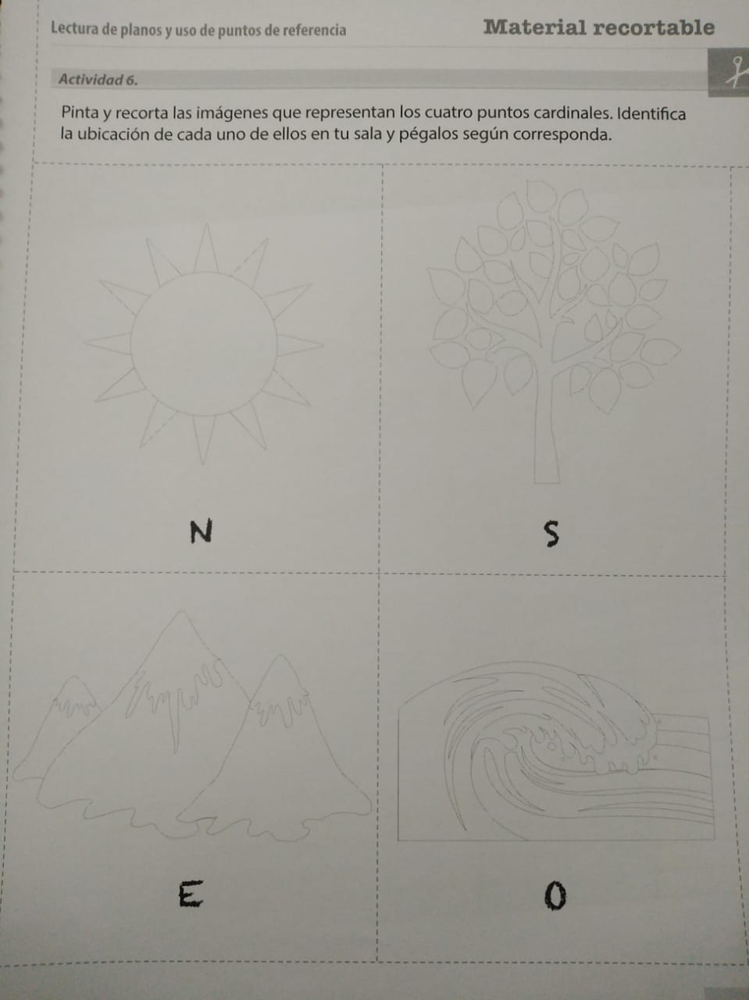 Lectura de planos y uso de puntos de referencia
Material recortable
Actividad 6.
Pinta y recorta las imágenes que representan los cuatro puntos cardinales. Identifica
la ubicación de cada uno de ellos en tu sala y pégalos según corresponda.
N
S
E
O